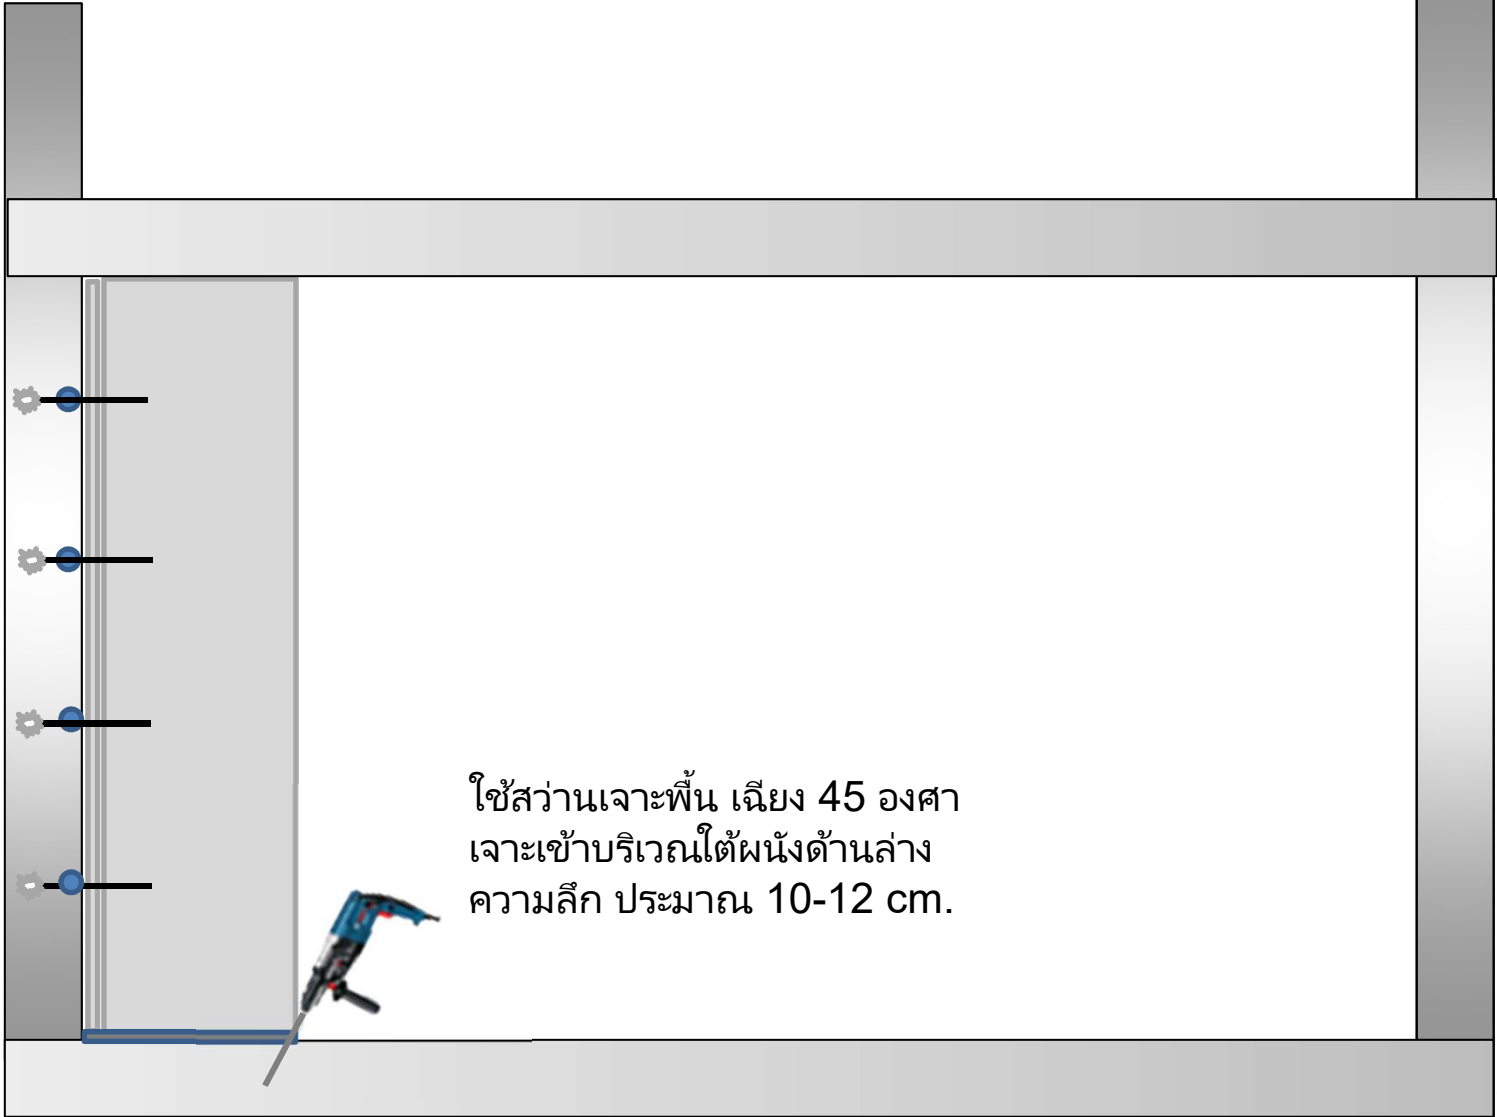 ใช้สว่านเจาะพื้น เฉียง 45 องศา
เจาะเข้าบริเวณใต้ผนังด้านล่าง
ความลึก ประมาณ 10-12 cm.